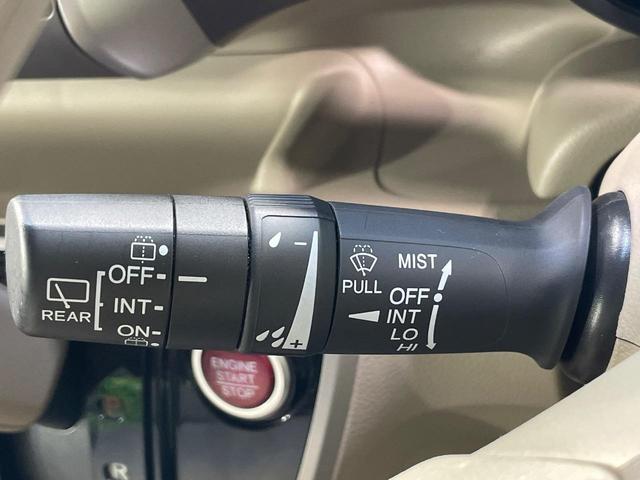 OFF
INT
ON
REAR
−
+
PULL
MIST
OFF
INT
LO
HI
ENGINE
START
STOP
R